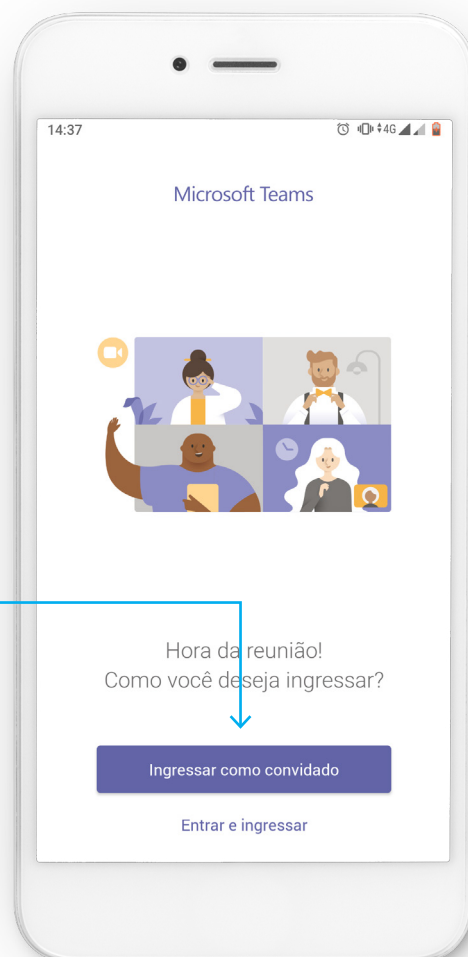 14:37
4G
Microsoft Teams
Hora da reunião!
Como você deseja ingressar?
Ingressar como convidado
Entrar e ingressar